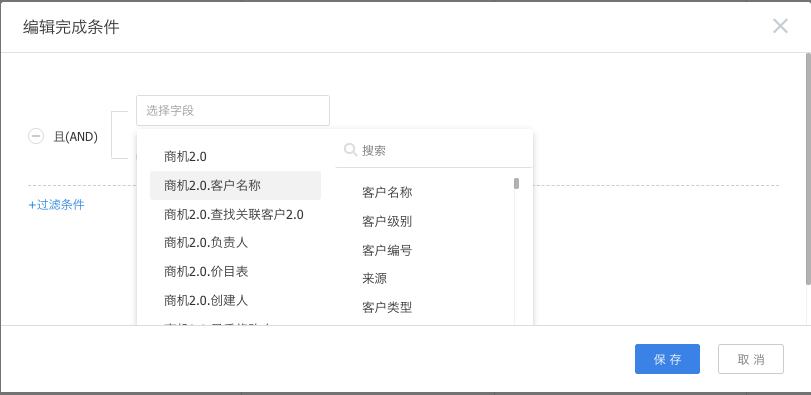 编辑完成条件
选择字段
且(AND)
商机2.0
商机2.0.客户名称
商机2.0.查找关联客户2.0
商机2.0.负责人
商机2.0.价目表
商机2.0.创建人
搜索
客户名称
客户级别
客户编号
来源
客户类型
+过滤条件
保存
取消